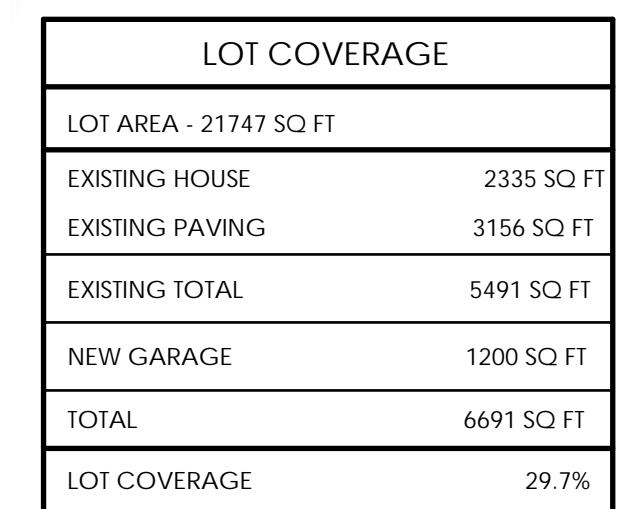 LOT COVERAGE
LOT AREA - 21747 SQ FT
EXISTING HOUSE 2335 SQ FT
EXISTING PAVING 3156 SQ FT
EXISTING TOTAL 5491 SQ FT
NEW GARAGE 1200 SQ FT
TOTAL 6691 SQ FT
LOT COVERAGE 29.7%